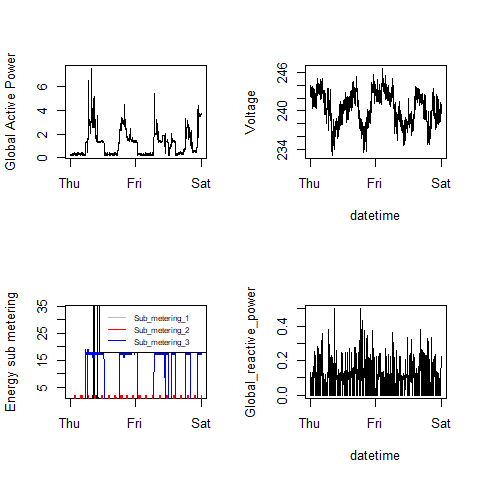 Global Active Power
6
4
2
0
Thu
Fri
Sat
Voltage
246
240
234
Thu
Fri
Sat
datetime
Energy sub metering
35
25
15
5
Sub_metering_1
Sub_metering_2
Sub_metering_3
Thu
Fri
Sat
Global_reactive_power
0.4
0.2
0.0
Thu
Fri
Sat
datetime